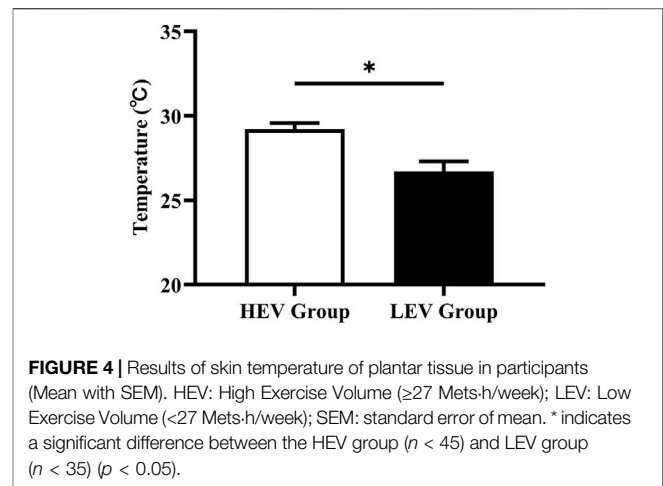 35
*
30
Temperature (℃)
25
20
HEV Group LEV Group
FIGURE 4 | Results of skin temperature of plantar tissue in participants
(Mean with SEM). HEV: High Exercise Volume (≥27 Mets·h/week); LEV: Low
Exercise Volume (<27 Mets·h/week); SEM: standard error of mean. * indicates
a significant difference between the HEV group (n < 45) and LEV group
(n < 35) (p < 0.05).